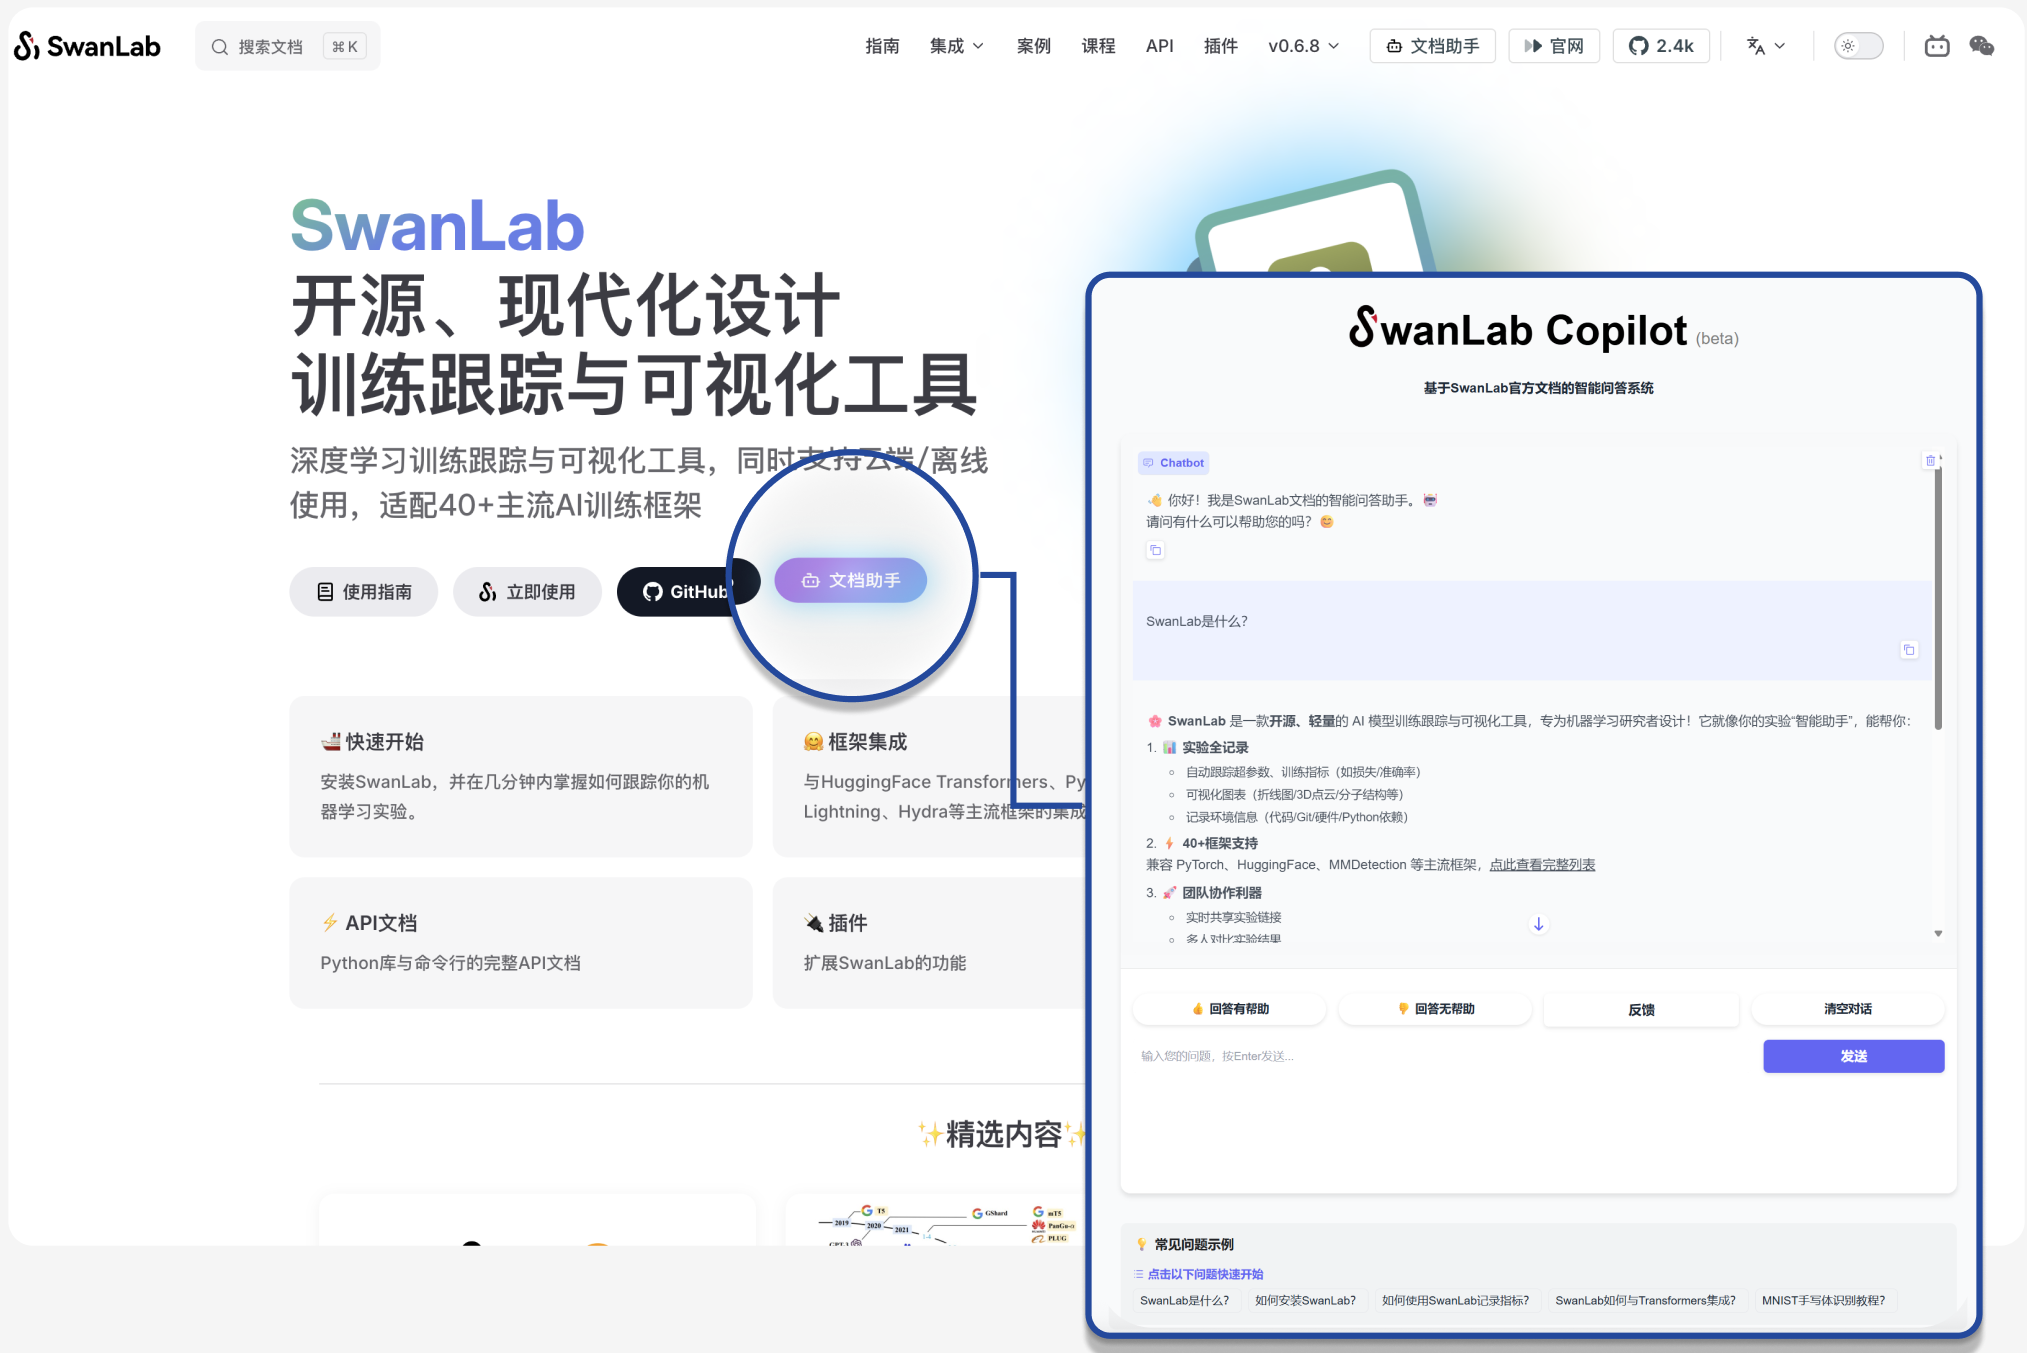 SwanLab
搜索文档
⌘ K
指南
集成
案例
课程
API
插件
v0.6.8
文档助手
官网
2.4k
SwanLab
开源、现代化设计
训练跟踪与可视化工具
深度学习训练跟踪与可视化工具，同时支持云端/离线
使用，适配40+主流AI训练框架
使用指南
立即使用
GitHub
文档助手
🚢快速开始
安装SwanLab，并在几分钟内掌握如何跟踪你的机
器学习实验。
🤗框架集成
与HuggingFace Transformers、Py
Lightning、Hydra等主流框架的集成
⚡API文档
Python库与命令行的完整API文档
🔌插件
扩展SwanLab的功能
✨精选内容✨
2019
T5
2020
2021
GShard
mT5
PanGu-α
PLUG
SwanLab Copilot (beta)
基于SwanLab官方文档的智能问答系统
Chatbot
👋 你好！我是SwanLab文档的智能问答助手。🤖
请问有什么可以帮助您的吗？😊
SwanLab是什么？
🌸 SwanLab 是一款开源、轻量的 AI 模型训练跟踪与可视化工具，专为机器学习研究者设计！它就像你的实验“智能助手”，能帮你：
1. 📊 实验全记录
自动跟踪超参数、训练指标（如损失/准确率）
可视化图表（折线图/3D点云/分子结构等）
记录环境信息（代码/Git/硬件/Python依赖）
2. ⚡ 40+框架支持
兼容 PyTorch、HuggingFace、MMDetection 等主流框架，点此查看完整列表
3. 🚀 团队协作利器
实时共享实验链接
多人对比实验结果
👍 回答有帮助
👎 回答无帮助
反馈
清空对话
输入您的问题，按Enter发送...
发送
💡 常见问题示例
点击以下问题快速开始
SwanLab是什么？
如何安装SwanLab？
如何使用SwanLab记录指标？
SwanLab如何与Transformers集成？
MNIST手写体识别教程？